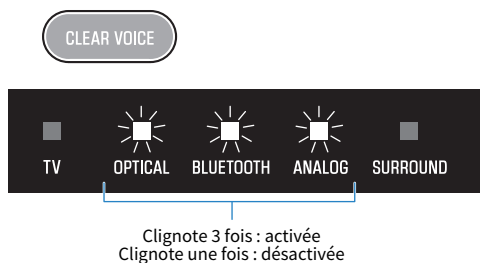 CLEAR VOICE
TV OPTICAL BLUETOOTH ANALOG SURROUND
Clignote 3 fois : activée
Clignote une fois : désactivée